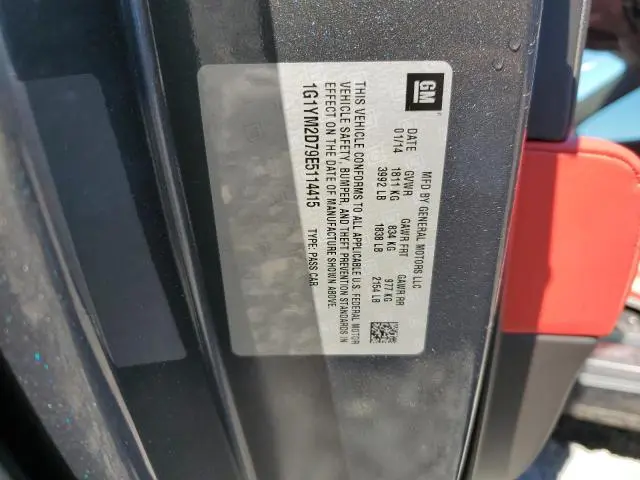 GM
MFD BY GENERAL MOTORS LLC
DATE GVWR GAWR FRT GAWR RR
01/14 1811 KG 834 KG 977 KG
3992 LB 1838 LB 2154 LB
THIS VEHICLE CONFORMS TO ALL APPLICABLE U.S. FEDERAL MOTOR
VEHICLE SAFETY, BUMPER, AND THEFT PREVENTION STANDARDS IN
EFFECT ON THE DATE OF MANUFACTURE SHOWN ABOVE.
1G1YM2D79E5114415 TYPE: PASS CAR